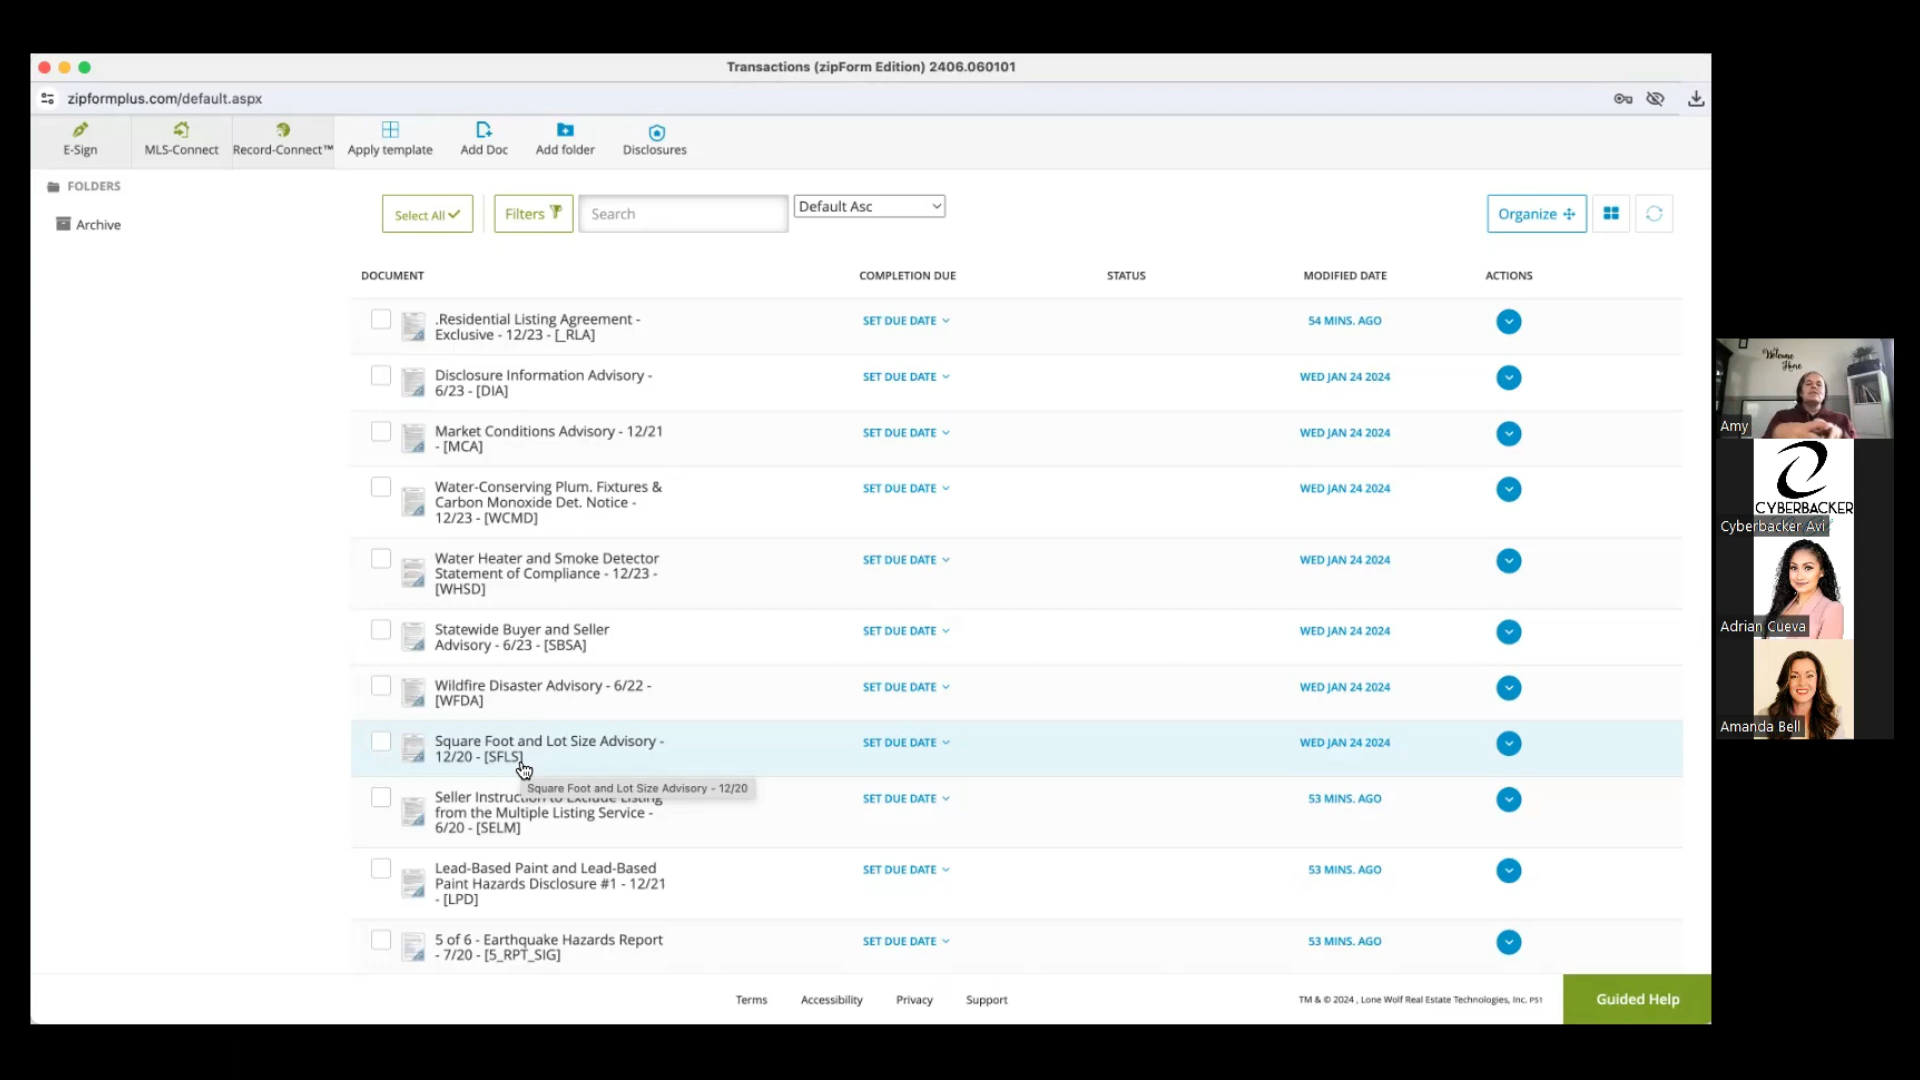 Transactions (zipForm Edition) 2406.060101
zipformplus.com/default.aspx
E-Sign
MLS-Connect
Record-Connect™
Apply template
Add Doc
Add folder
Disclosures
FOLDERS
Archive
Select All
Filters
Search
Default Asc
Organize
DOCUMENT COMPLETION DUE STATUS MODIFIED DATE ACTIONS
.Residential Listing Agreement -
Exclusive - 12/23 - [_RLA]
SET DUE DATE
54 MINS. AGO
Disclosure Information Advisory -
6/23 - [DIA]
SET DUE DATE
WED JAN 24 2024
Market Conditions Advisory - 12/21
- [MCA]
SET DUE DATE
WED JAN 24 2024
Water-Conserving Plum. Fixtures &
Carbon Monoxide Det. Notice -
12/23 - [WCMD]
SET DUE DATE
WED JAN 24 2024
Water Heater and Smoke Detector
Statement of Compliance - 12/23 -
[WHSD]
SET DUE DATE
WED JAN 24 2024
Statewide Buyer and Seller
Advisory - 6/23 - [SBSA]
SET DUE DATE
WED JAN 24 2024
Wildfire Disaster Advisory - 6/22 -
[WFDA]
SET DUE DATE
WED JAN 24 2024
Square Foot and Lot Size Advisory -
12/20 - [SFLS]
SET DUE DATE
WED JAN 24 2024
Square Foot and Lot Size Advisory - 12/20
Seller Instruction to Exclude Listing
from the Multiple Listing Service -
6/20 - [SELM]
SET DUE DATE
53 MINS. AGO
Lead-Based Paint and Lead-Based
Paint Hazards Disclosure #1 - 12/21
- [LPD]
SET DUE DATE
53 MINS. AGO
5 of 6 - Earthquake Hazards Report
- 7/20 - [5_RPT_SIG]
SET DUE DATE
53 MINS. AGO
Terms
Accessibility
Privacy
Support
TM & © 2024 , Lone Wolf Real Estate Technologies, Inc. PS1
Guided Help
Welcome
Home
Amy
CYBERBACKER
Cyberbacker Avi
Adrian Cueva
Amanda Bell